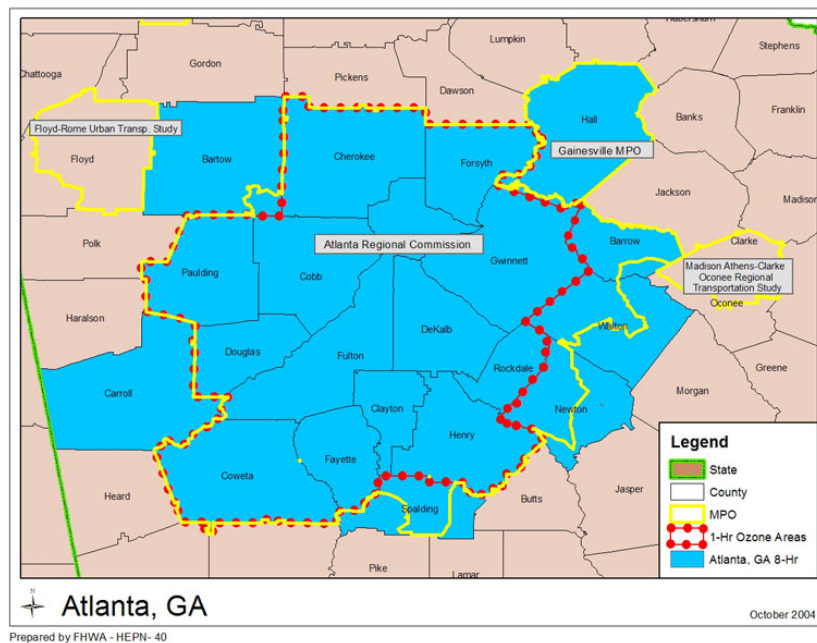 Lumpkin
Habersham
Stephens
Chattooga
Gordon
Pickens
Dawson
Hall
Banks
Franklin
Floyd-Rome Urban Transp. Study
Floyd
Bartow
Cherokee
Forsyth
Gainesville MPO
Jackson
Madison
Polk
Atlanta Regional Commission
Barrow
Clarke
Paulding
Cobb
Gwinnett
Madison Athens-Clarke
Oconee Regional
Transportation Study
Oconee
Haralson
DeKalb
Walton
Douglas
Fulton
Rockdale
Greene
Carroll
Clayton
Newton
Morgan
Henry
Legend
Coweta
Fayette
State
Heard
Jasper
County
Butts
MPO
Spalding
1-Hr Ozone Areas
Pike
Lamar
Atlanta, GA 8-Hr
N
Atlanta, GA
October 2004
Prepared by FHWA - HEPN- 40